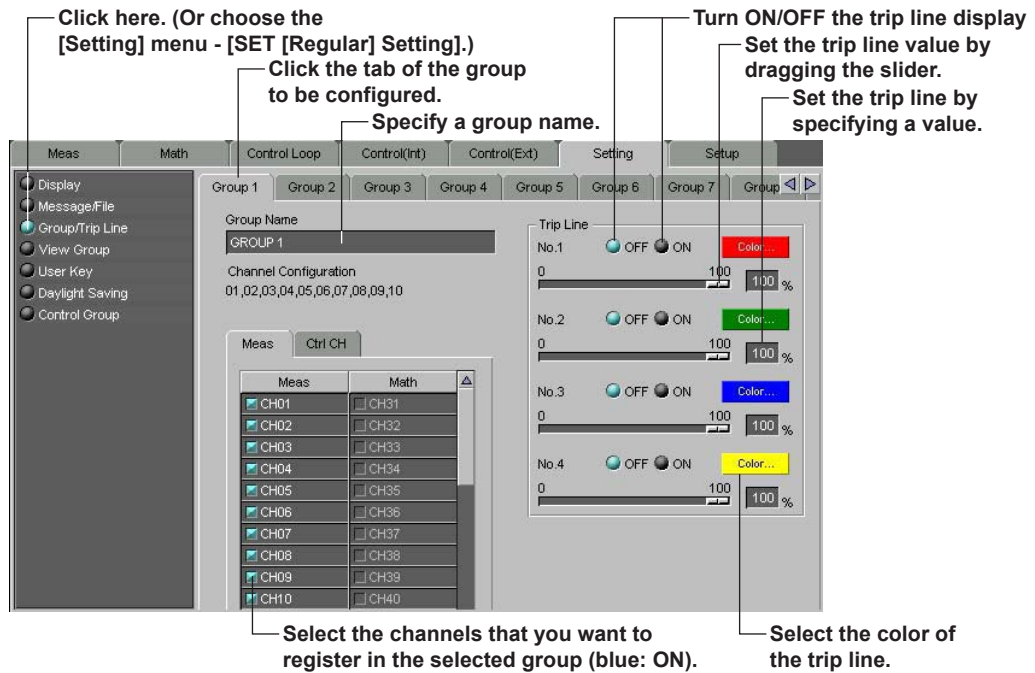 Click here. (Or choose the
[Setting] menu - [SET [Regular] Setting].)
Click the tab of the group
to be configured.
Specify a group name.
Turn ON/OFF the trip line display
Set the trip line value by
dragging the slider.
Set the trip line by
specifying a value.
Meas Math Control Loop Control(Int) Control(Ext) Setting Setup
Display
Message/File
Group/Trip Line
View Group
User Key
Daylight Saving
Control Group
Group 1 Group 2 Group 3 Group 4 Group 5 Group 6 Group 7 Group
Group Name
GROUP 1
Channel Configuration
01,02,03,04,05,06,07,08,09,10
Meas Ctrl CH
Meas Math
CH01 CH31
CH02 CH32
CH03 CH33
CH04 CH34
CH05 CH35
CH06 CH36
CH07 CH37
CH08 CH38
CH09 CH39
CH10 CH40
Trip Line
No.1 OFF ON Color...
0 100 100 %
No.2 OFF ON Color...
0 100 100 %
No.3 OFF ON Color...
0 100 100 %
No.4 OFF ON Color...
0 100 100 %
Select the channels that you want to
register in the selected group (blue: ON).
Select the color of
the trip line.